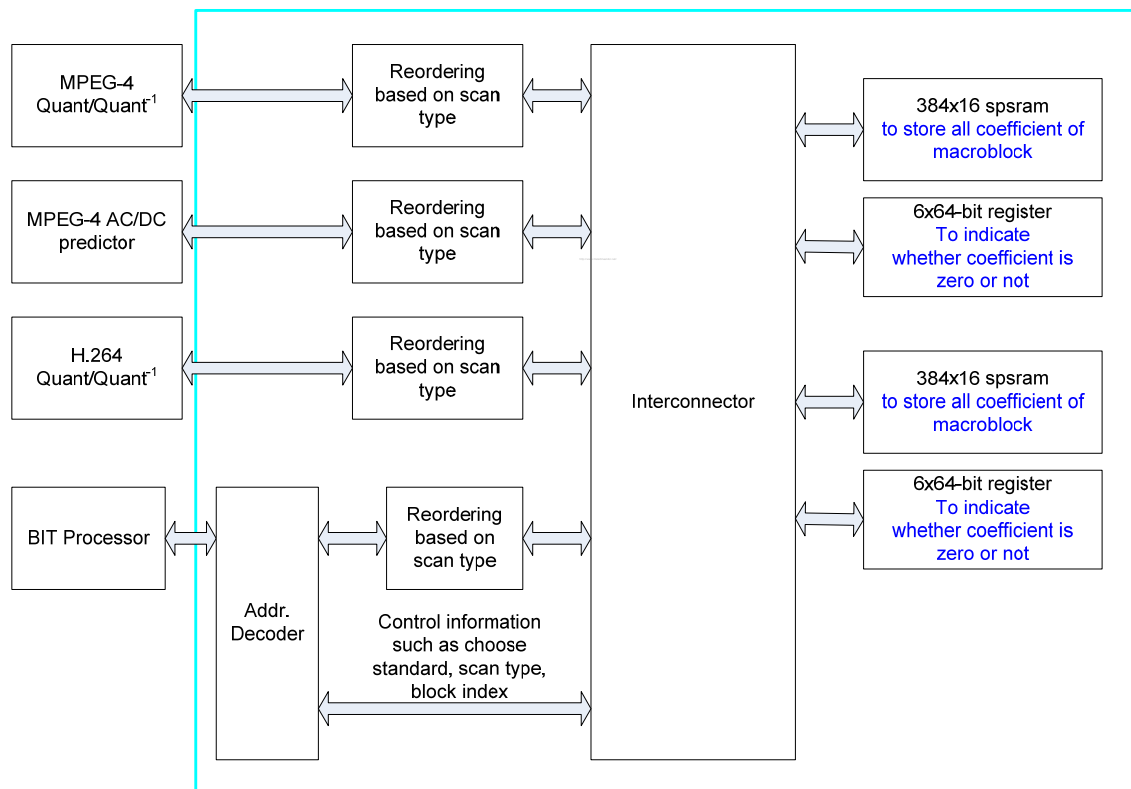 MPEG-4
Quant/Quant⁻¹
Reordering
based on scan
type
384x16 spsram
to store all coefficient of
macroblock
MPEG-4 AC/DC
predictor
Reordering
based on scan
type
6x64-bit register
To indicate
whether coefficient is
zero or not
H.264
Quant/Quant⁻¹
Reordering
based on scan
type
Interconnector
384x16 spsram
to store all coefficient of
macroblock
BIT Processor
Addr.
Decoder
Reordering
based on
scan type
6x64-bit register
To indicate
whether coefficient is
zero or not
Control information
such as choose
standard, scan type,
block index